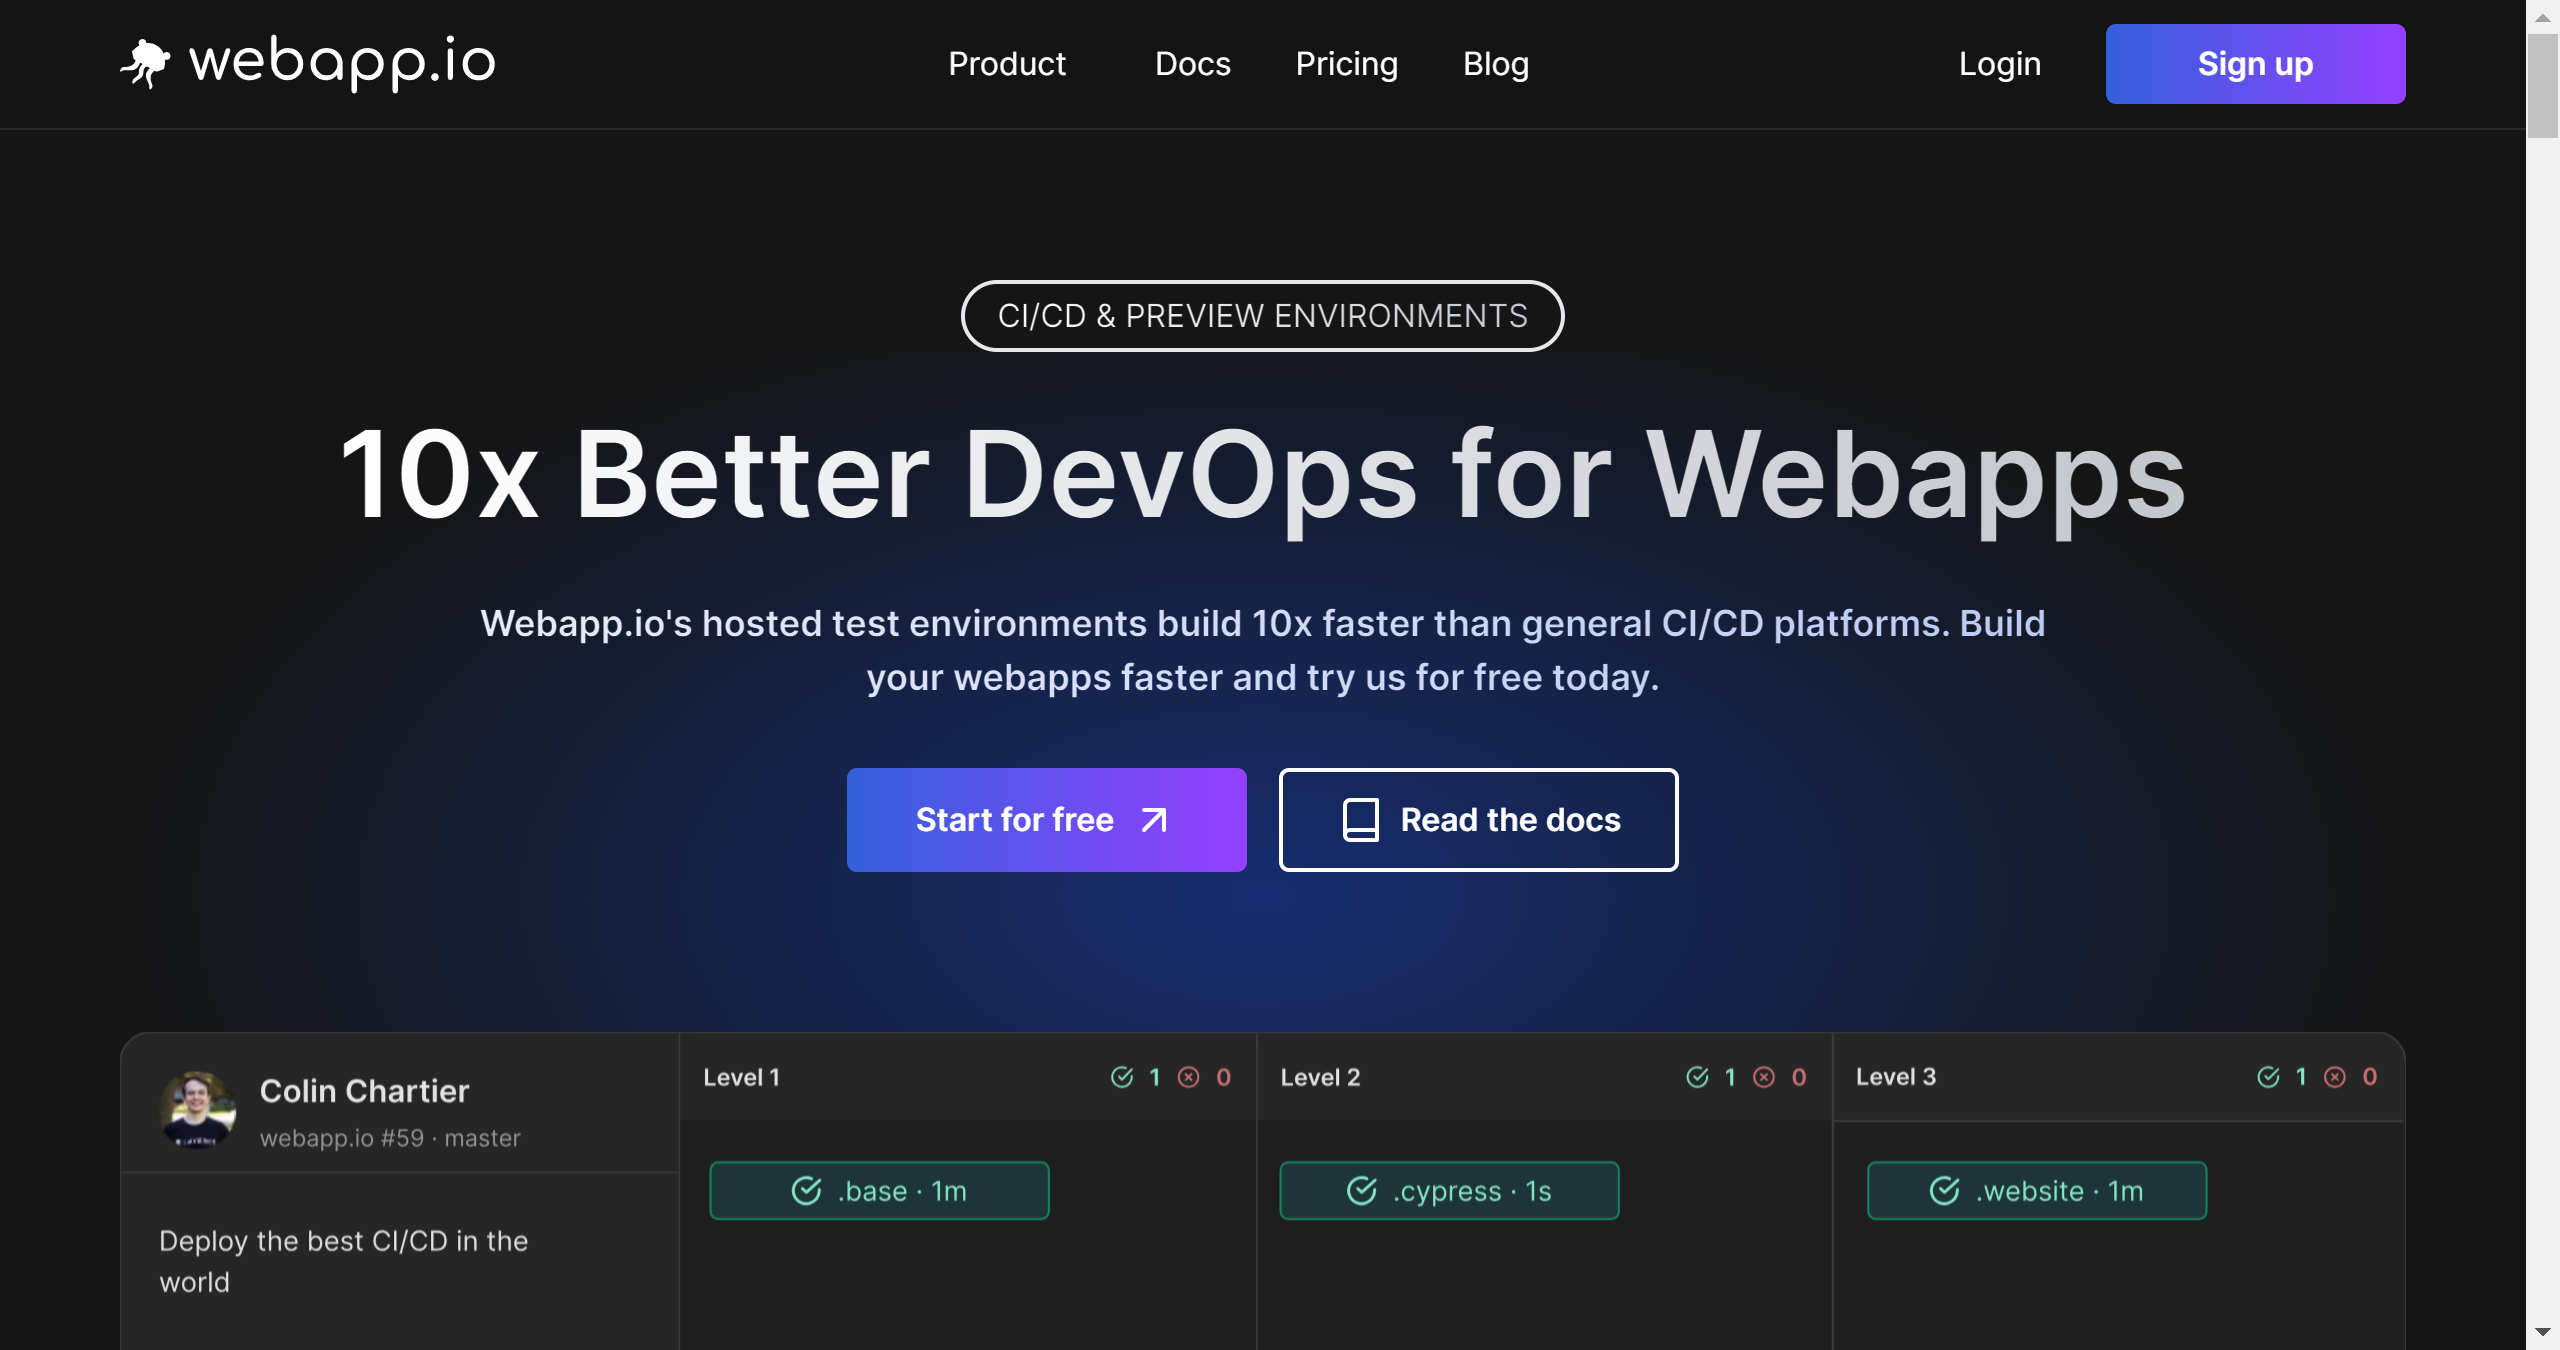 webapp.io
Product
Docs
Pricing
Blog
Login
Sign up
CI/CD & PREVIEW ENVIRONMENTS
10x Better DevOps for Webapps
Webapp.io's hosted test environments build 10x faster than general CI/CD platforms. Build
your webapps faster and try us for free today.
Start for free
Read the docs
Colin Chartier
webapp.io #59 · master
Deploy the best CI/CD in the
world
Level 1
1
0
.base · 1m
Level 2
1
0
.cypress · 1s
Level 3
1
0
.website · 1m